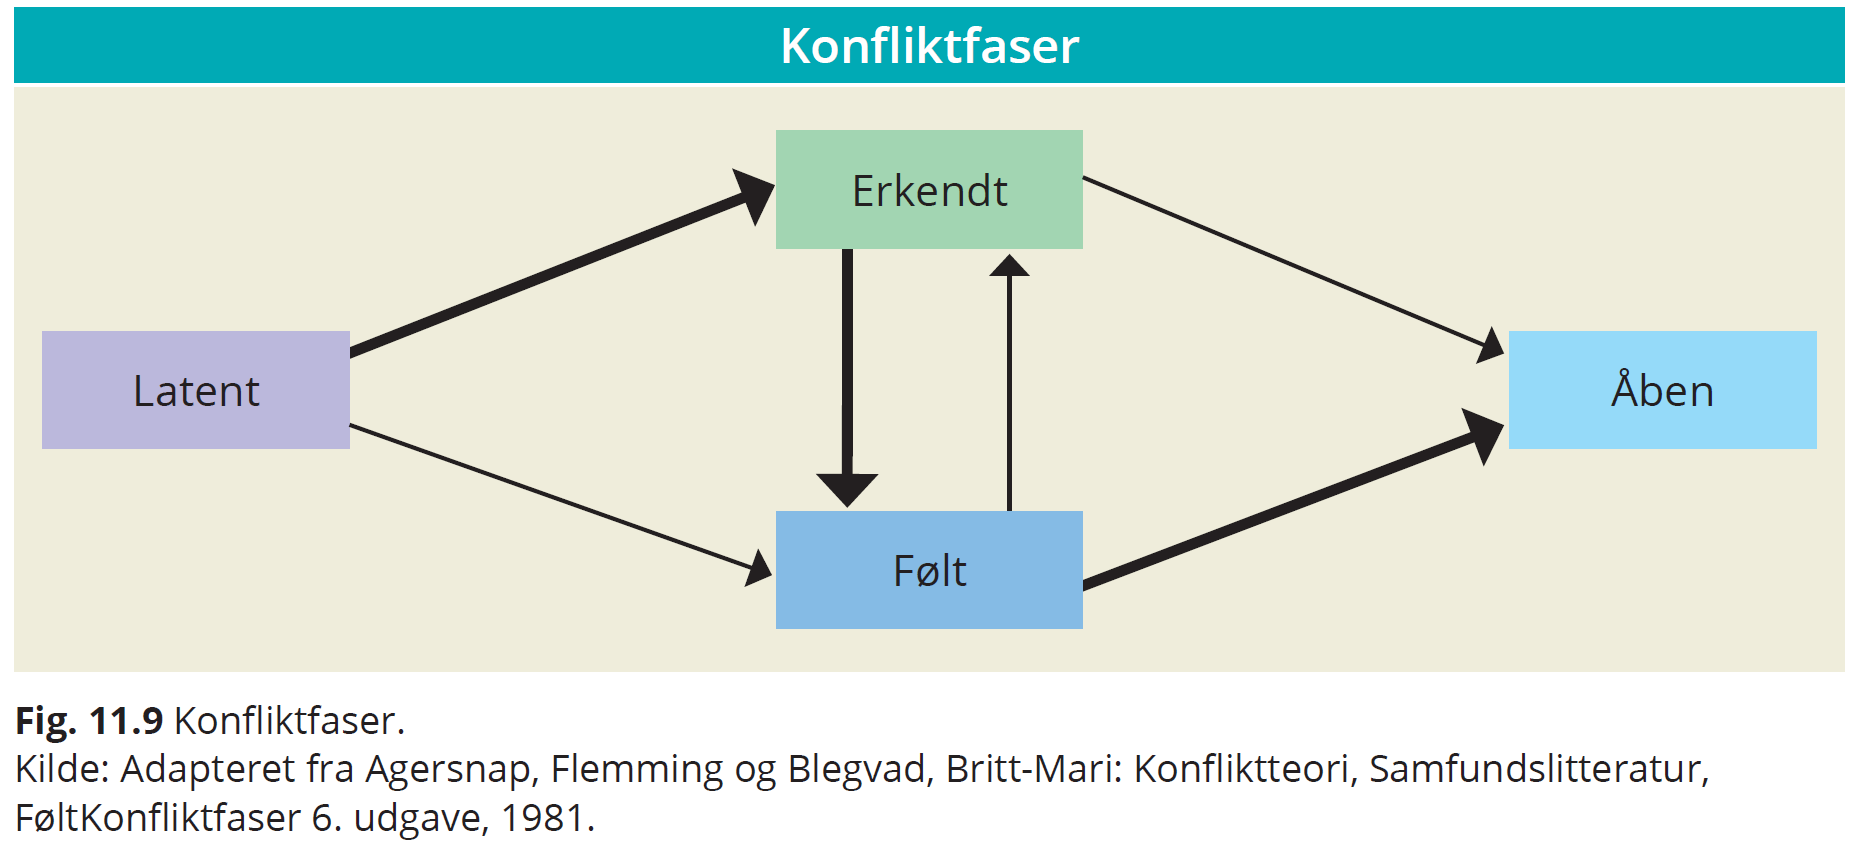 Konfliktfaser
Erkendt
Latent
Åben
Følt
Fig. 11.9 Konfliktfaser.
Kilde: Adapteret fra Agersnap, Flemming og Blegvad, Britt-Mari: Konfliktteori, Samfundslitteratur,
FøltKonfliktfaser 6. udgave, 1981.